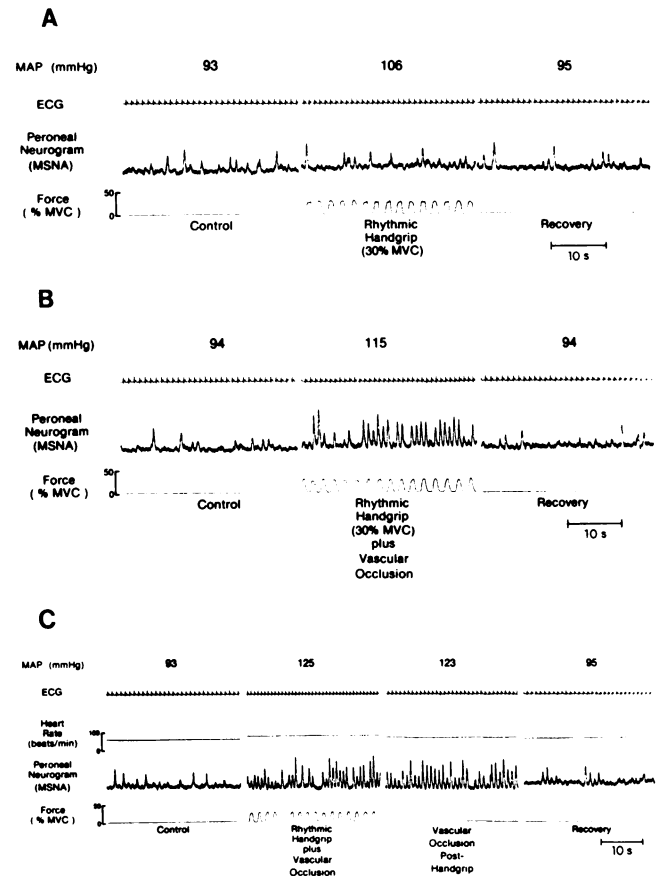 A
MAP (mmHg) 93 106 95
ECG
Peroneal
Neurogram
(MSNA)
Force
( % MVC )
50
0
Control
Rhythmic
Handgrip
(30% MVC)
Recovery
10 s
B
MAP (mmHg) 94 115 94
ECG
Peroneal
Neurogram
(MSNA)
Force
( % MVC )
50
0
Control
Rhythmic
Handgrip
(30% MVC)
plus
Vascular
Occlusion
Recovery
10 s
C
MAP (mmHg) 93 125 123 95
ECG
Heart
Rate
(beats/min)
100
0
Peroneal
Neurogram
(MSNA)
Force
( % MVC )
50
0
Control
Rhythmic
Handgrip
plus
Vascular
Occlusion
Vascular
Occlusion
Post-
Handgrip
Recovery
10 s